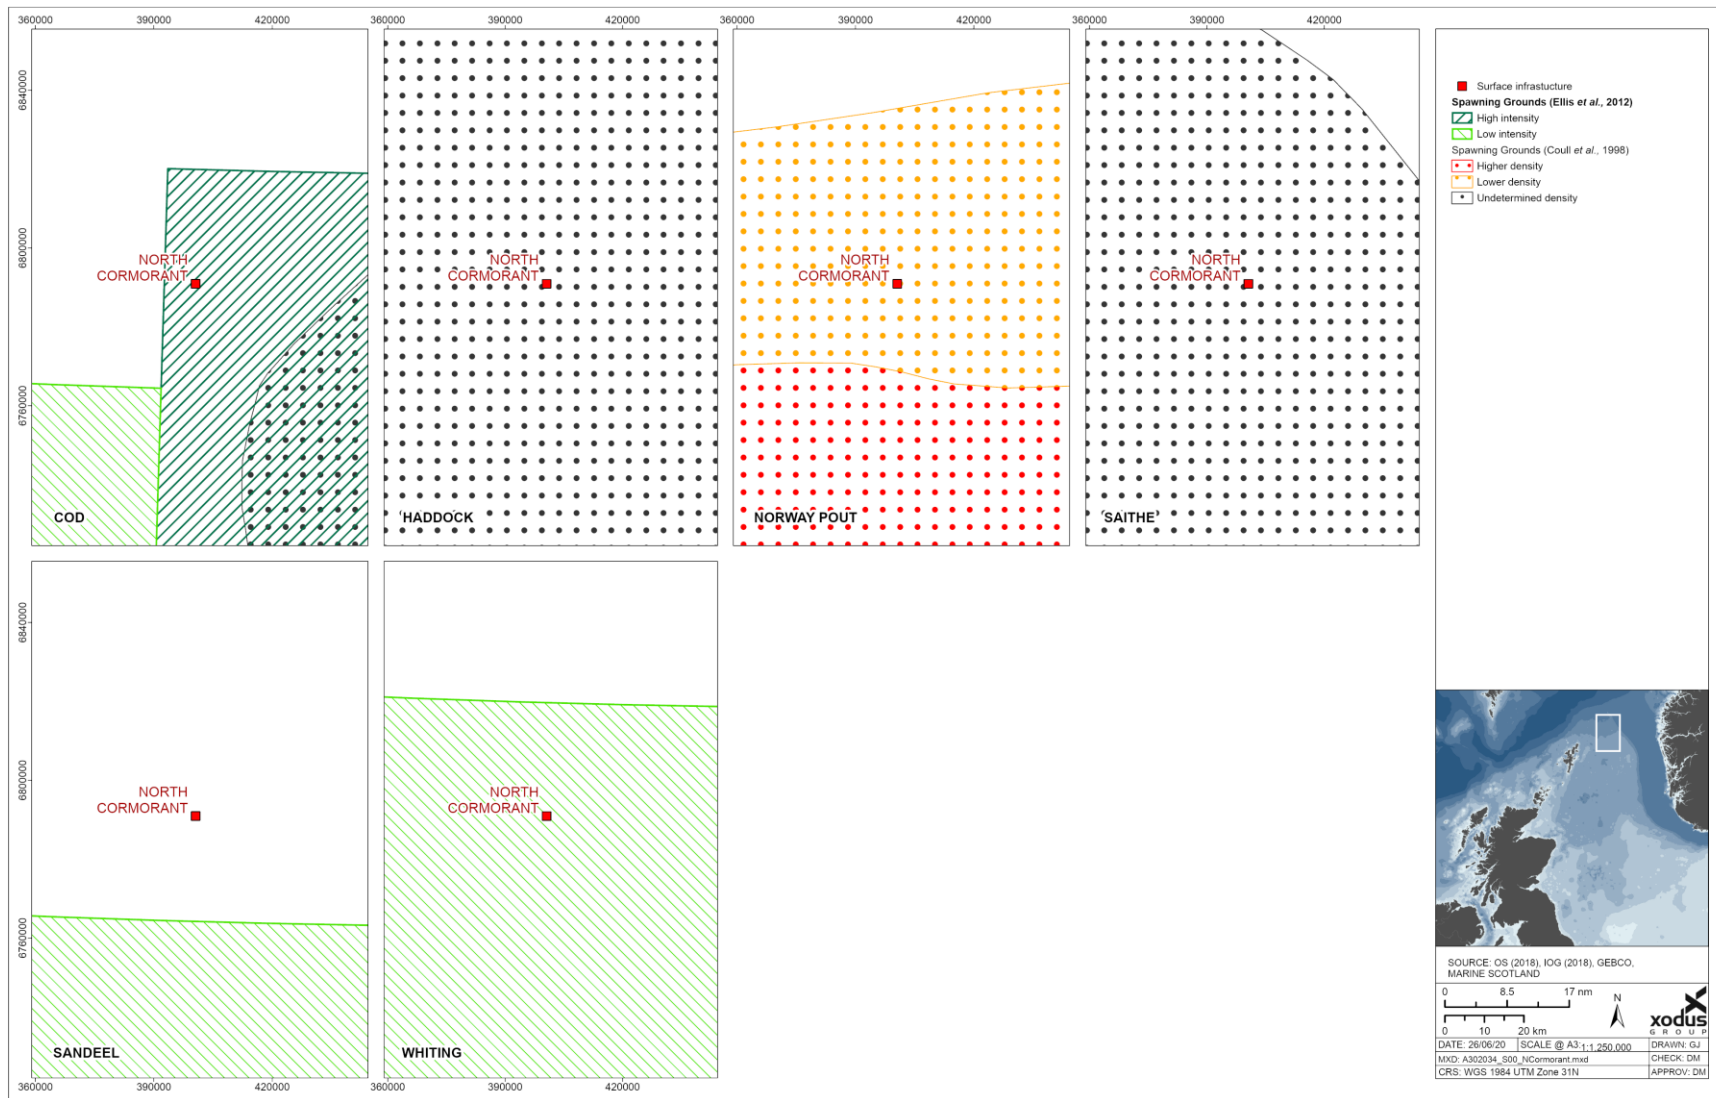 360000 390000 420000 360000 390000 420000 360000 390000 420000 360000 390000 420000
6840000
6800000
6760000
NORTH
CORMORANT
COD
NORTH
CORMORANT
HADDOCK
NORTH
CORMORANT
NORWAY POUT
NORTH
CORMORANT
SAITHE
Surface infrastucture
Spawning Grounds (Ellis et al., 2012)
High intensity
Low intensity
Spawning Grounds (Coull et al., 1998)
Higher density
Lower density
Undetermined density
6840000
6800000
6760000
NORTH
CORMORANT
SANDEEL
NORTH
CORMORANT
WHITING
360000 390000 420000 360000 390000 420000
SOURCE: OS (2018), IOG (2018), GEBCO,
MARINE SCOTLAND
0 8.5 17 nm
0 10 20 km
N
xodus
GROUP
DATE: 26/06/20 SCALE @ A3:1:1,250,000 DRAWN: GJ
MXD: A302034_S00_NCormorant.mxd CHECK: DM
CRS: WGS 1984 UTM Zone 31N APPROV: DM